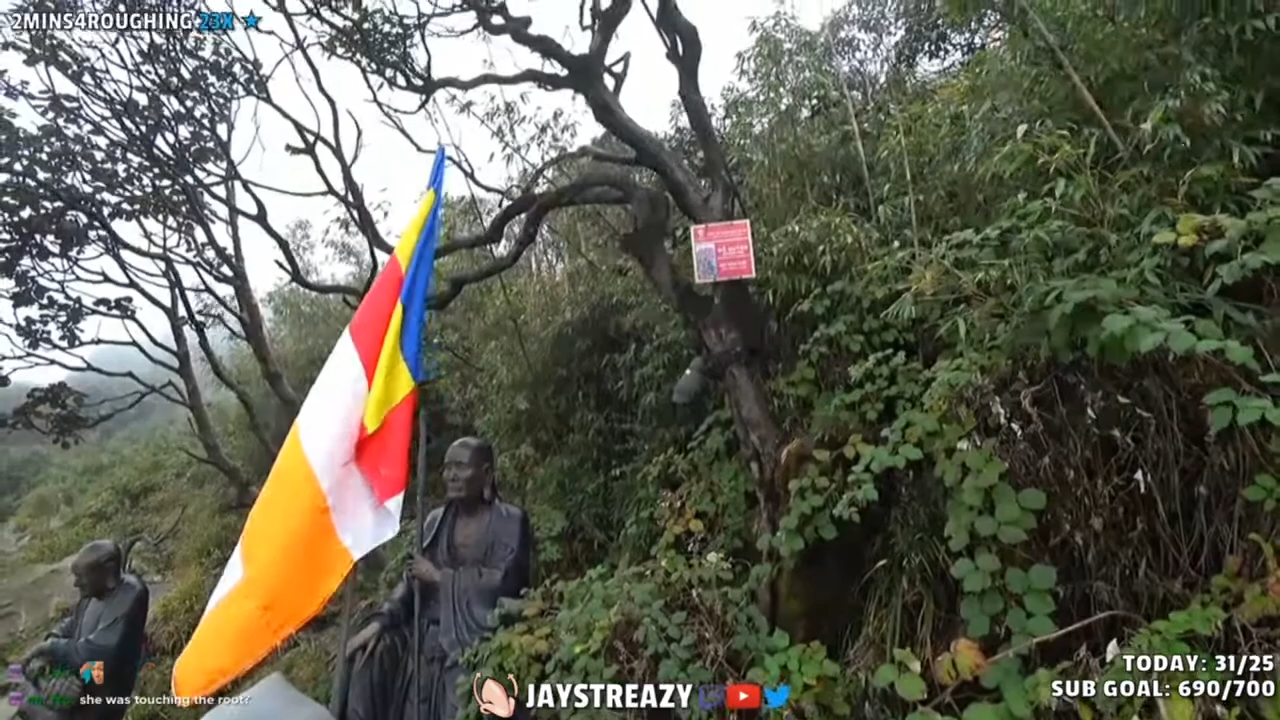 2MINS4ROUGHING 23X
she was touching the root?
JAYSTREAZY
TODAY: 31/25
SUB GOAL: 690/700